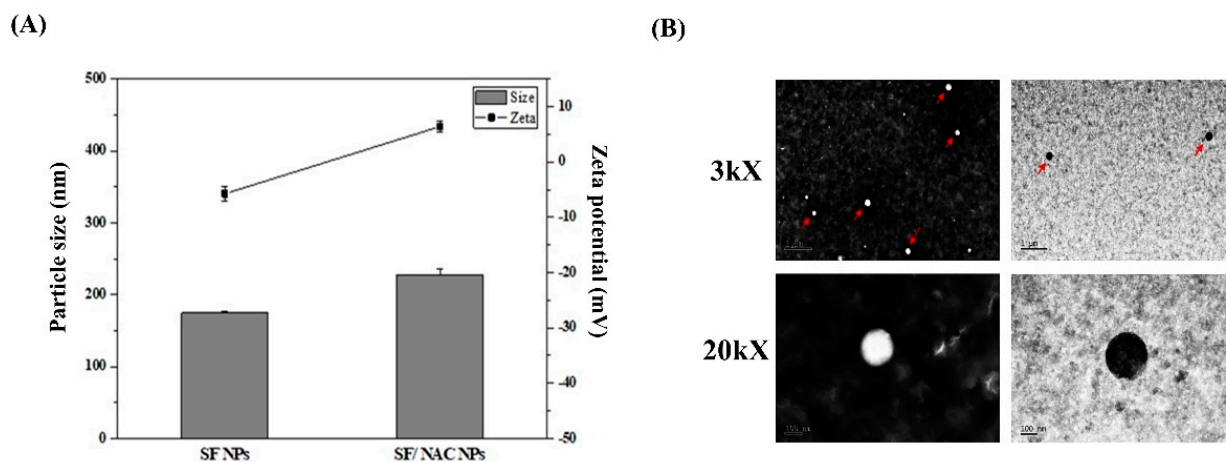 (A)
(B)
Particle size (nm)
500
400
300
200
100
0
Size
Zeta
10
0
-10
-20
-30
-40
-50
Zeta potential (mV)
SF NPs
SF/ NAC NPs
3kX
1 µm
20kX
100 nm